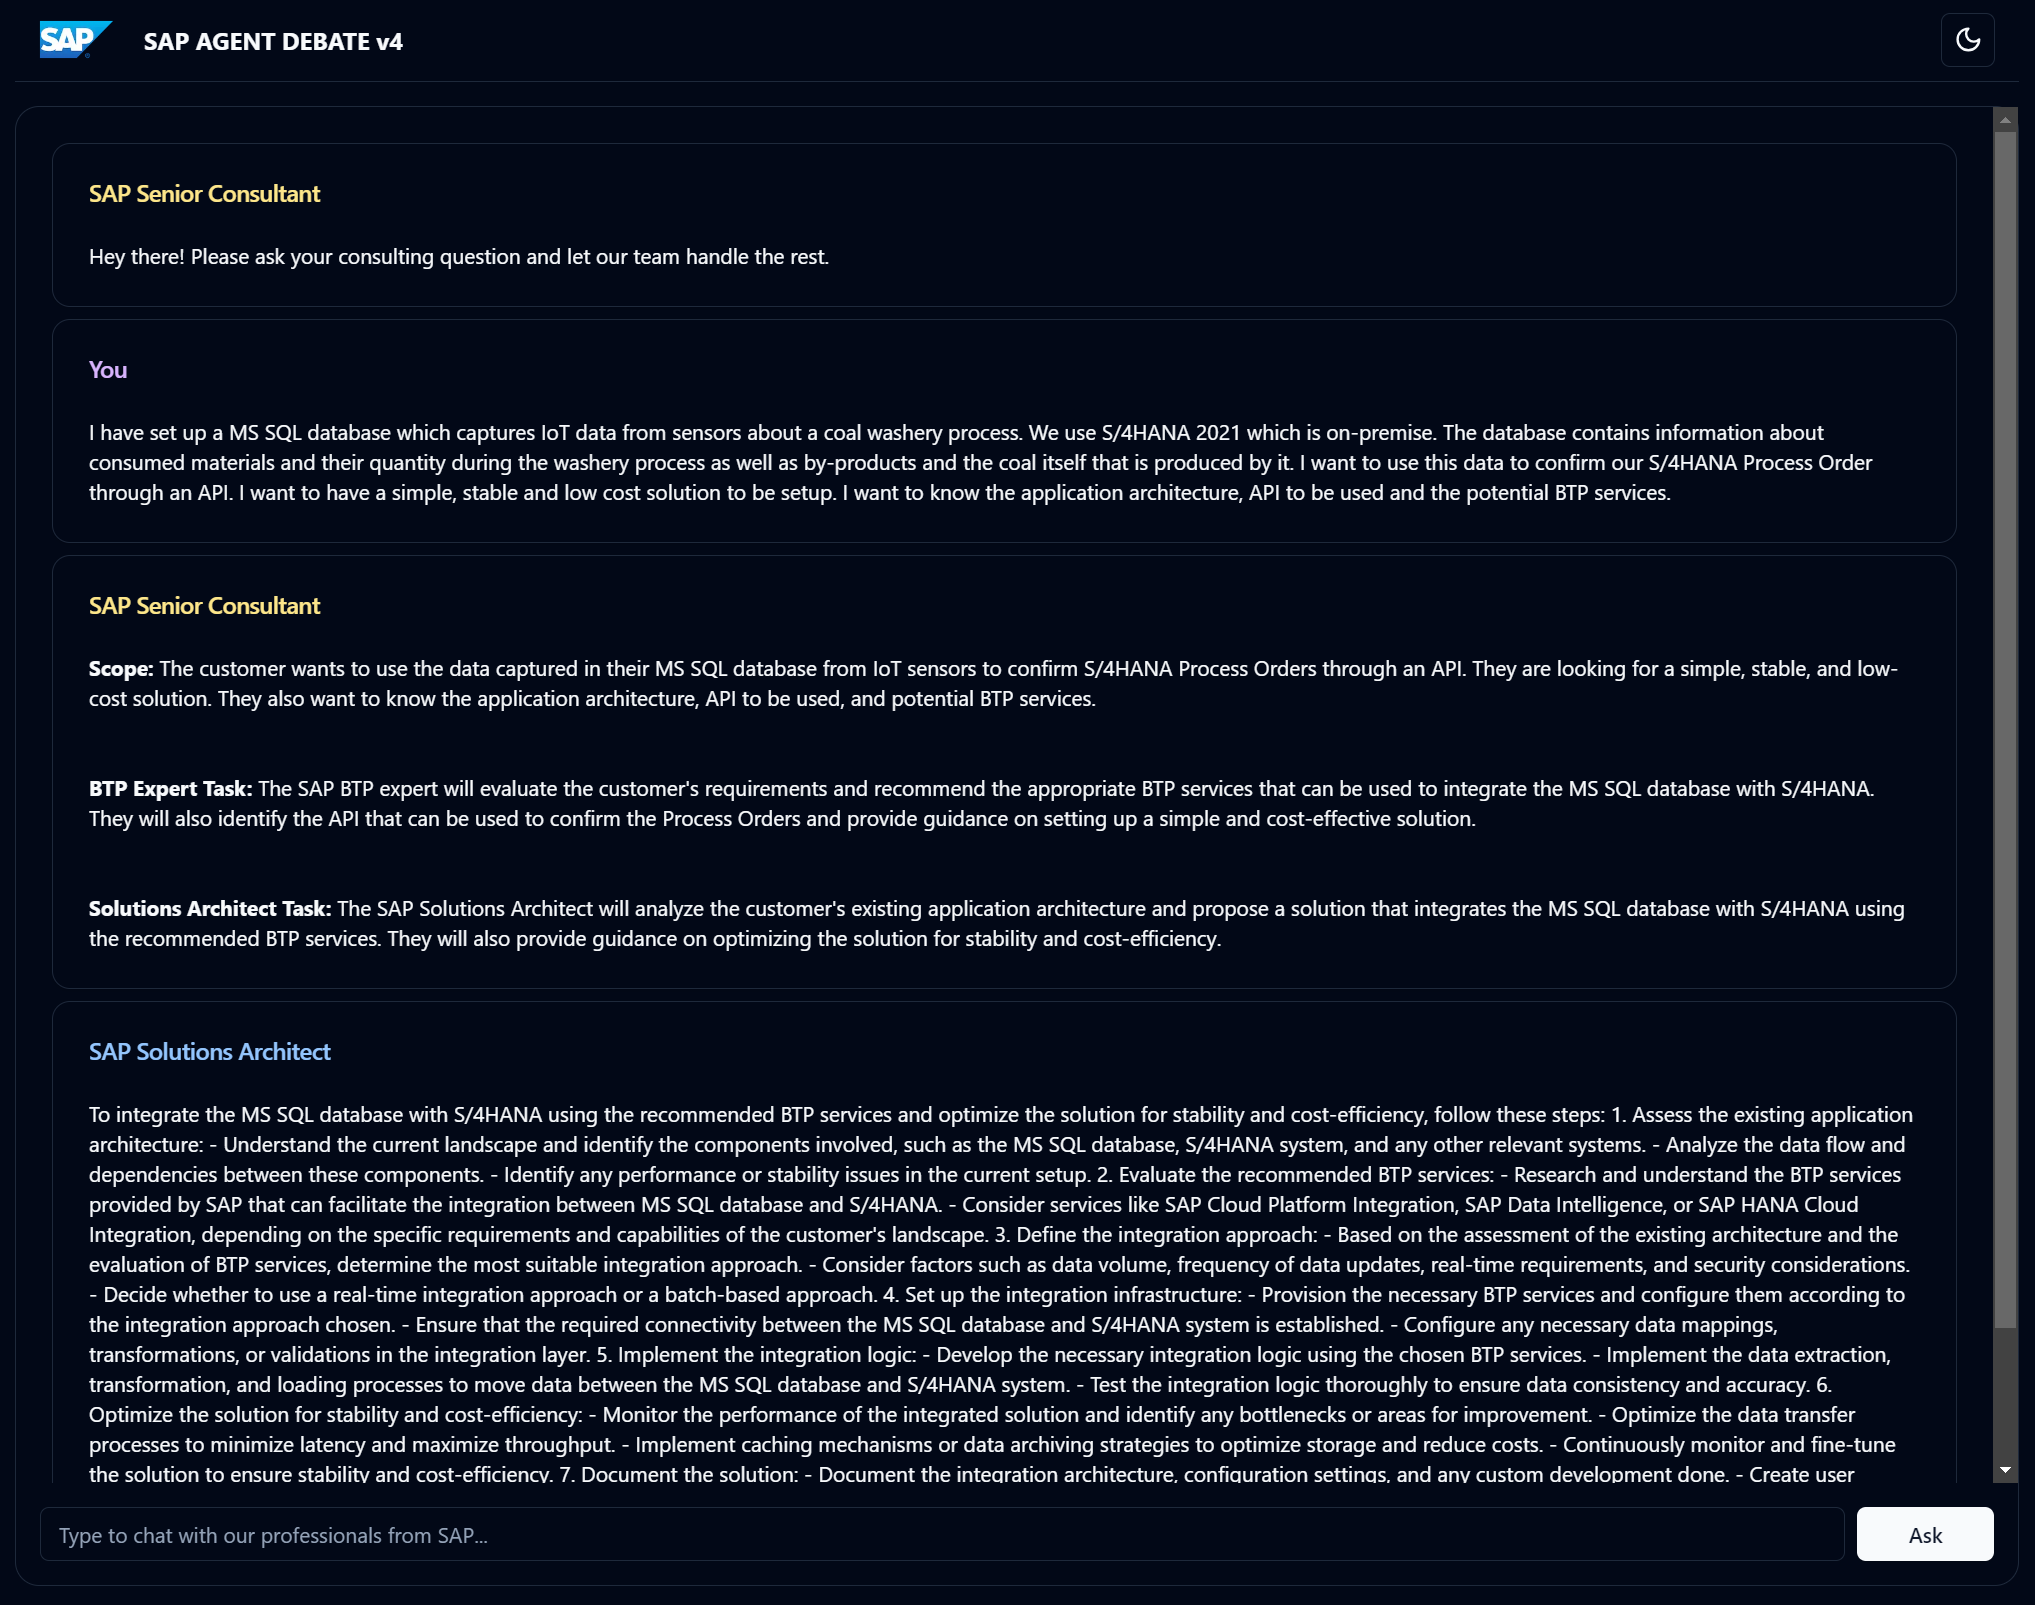 SAP
SAP AGENT DEBATE v4
SAP Senior Consultant
Hey there! Please ask your consulting question and let our team handle the rest.
You
I have set up a MS SQL database which captures IoT data from sensors about a coal washery process. We use S/4HANA 2021 which is on-premise. The database contains information about
consumed materials and their quantity during the washery process as well as by-products and the coal itself that is produced by it. I want to use this data to confirm our S/4HANA Process Order
through an API. I want to have a simple, stable and low cost solution to be setup. I want to know the application architecture, API to be used and the potential BTP services.
SAP Senior Consultant
Scope: The customer wants to use the data captured in their MS SQL database from IoT sensors to confirm S/4HANA Process Orders through an API. They are looking for a simple, stable, and low-
cost solution. They also want to know the application architecture, API to be used, and potential BTP services.
BTP Expert Task: The SAP BTP expert will evaluate the customer's requirements and recommend the appropriate BTP services that can be used to integrate the MS SQL database with S/4HANA.
They will also identify the API that can be used to confirm the Process Orders and provide guidance on setting up a simple and cost-effective solution.
Solutions Architect Task: The SAP Solutions Architect will analyze the customer's existing application architecture and propose a solution that integrates the MS SQL database with S/4HANA using
the recommended BTP services. They will also provide guidance on optimizing the solution for stability and cost-efficiency.
SAP Solutions Architect
To integrate the MS SQL database with S/4HANA using the recommended BTP services and optimize the solution for stability and cost-efficiency, follow these steps: 1. Assess the existing application
architecture: - Understand the current landscape and identify the components involved, such as the MS SQL database, S/4HANA system, and any other relevant systems. - Analyze the data flow and
dependencies between these components. - Identify any performance or stability issues in the current setup. 2. Evaluate the recommended BTP services: - Research and understand the BTP services
provided by SAP that can facilitate the integration between MS SQL database and S/4HANA. - Consider services like SAP Cloud Platform Integration, SAP Data Intelligence, or SAP HANA Cloud
Integration, depending on the specific requirements and capabilities of the customer's landscape. 3. Define the integration approach: - Based on the assessment of the existing architecture and the
evaluation of BTP services, determine the most suitable integration approach. - Consider factors such as data volume, frequency of data updates, real-time requirements, and security considerations.
- Decide whether to use a real-time integration approach or a batch-based approach. 4. Set up the integration infrastructure: - Provision the necessary BTP services and configure them according to
the integration approach chosen. - Ensure that the required connectivity between the MS SQL database and S/4HANA system is established. - Configure any necessary data mappings,
transformations, or validations in the integration layer. 5. Implement the integration logic: - Develop the necessary integration logic using the chosen BTP services. - Implement the data extraction,
transformation, and loading processes to move data between the MS SQL database and S/4HANA system. - Test the integration logic thoroughly to ensure data consistency and accuracy. 6.
Optimize the solution for stability and cost-efficiency: - Monitor the performance of the integrated solution and identify any bottlenecks or areas for improvement. - Optimize the data transfer
processes to minimize latency and maximize throughput. - Implement caching mechanisms or data archiving strategies to optimize storage and reduce costs. - Continuously monitor and fine-tune
the solution to ensure stability and cost-efficiency. 7. Document the solution: - Document the integration architecture, configuration settings, and any custom development done. - Create user
Type to chat with our professionals from SAP...
Ask